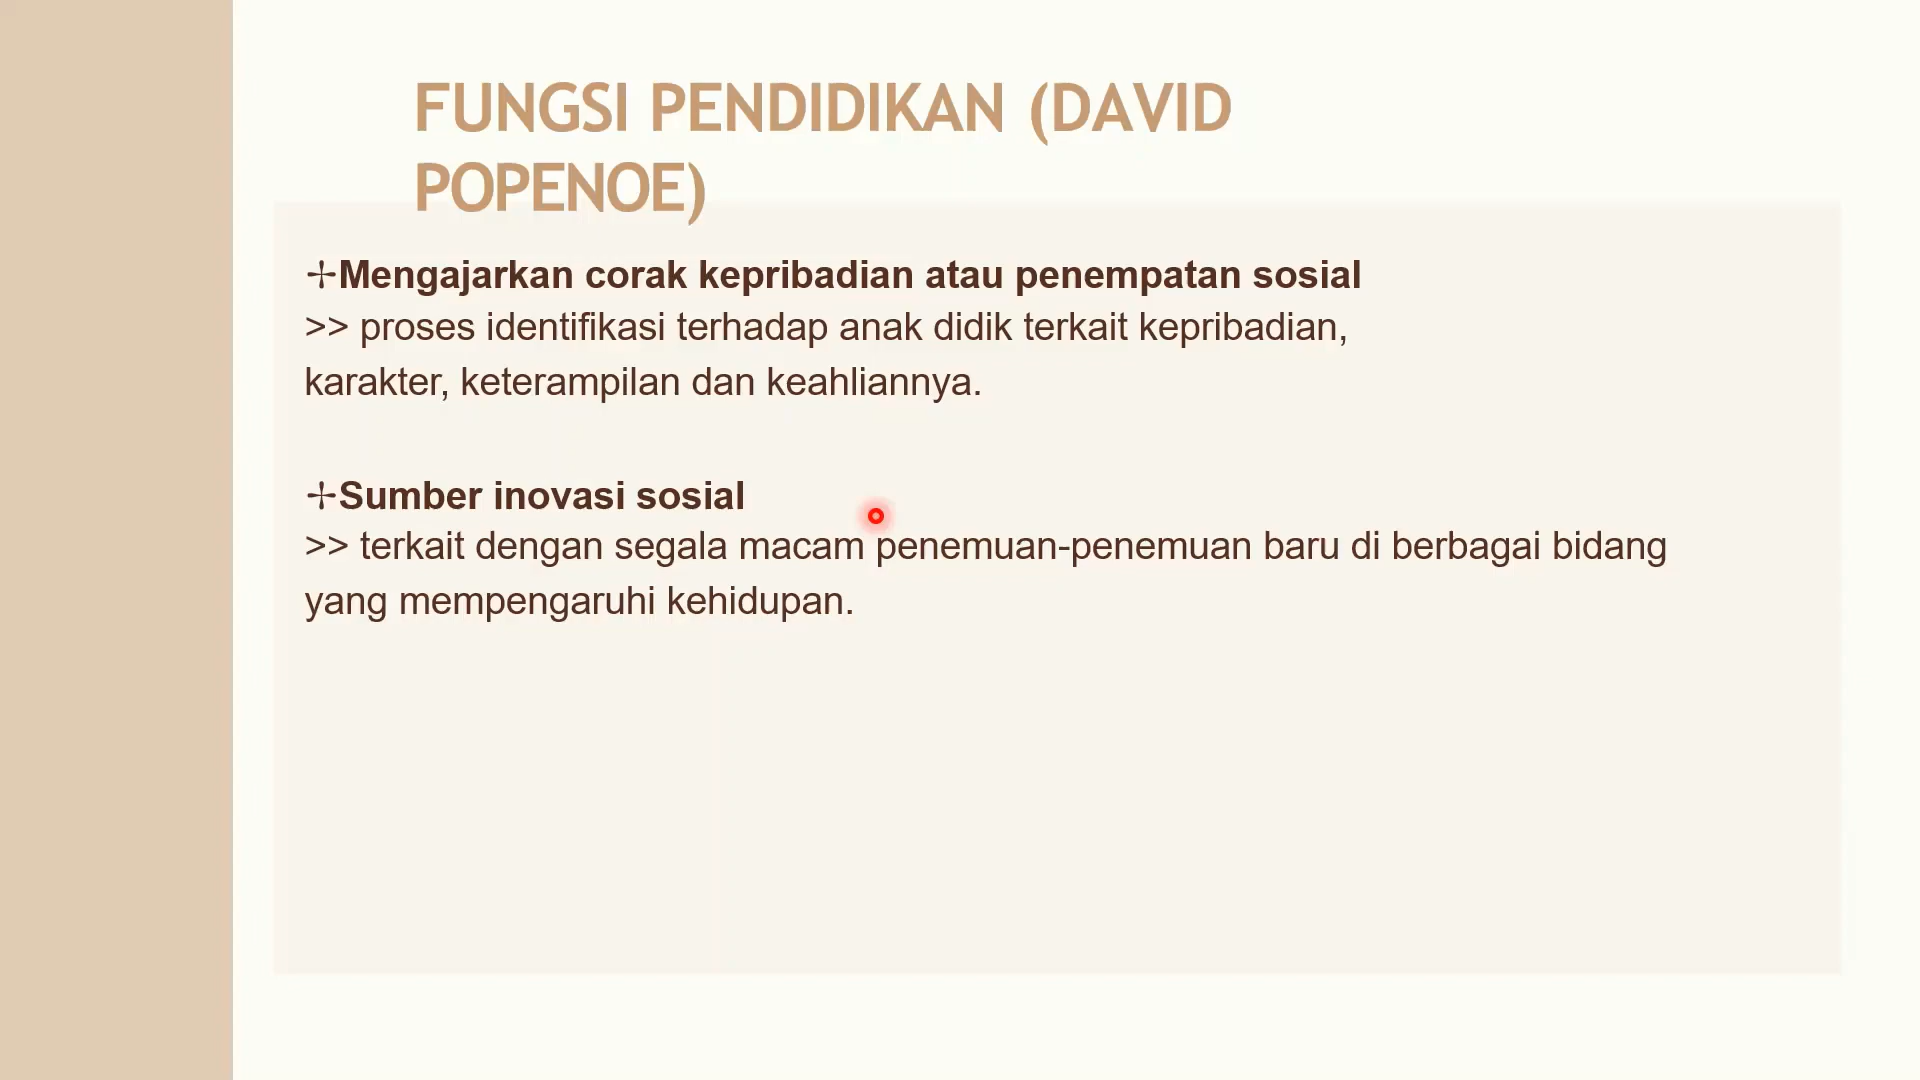 FUNGSI PENDIDIKAN (DAVID
POPENOE)
✢Mengajarkan corak kepribadian atau penempatan sosial
>> proses identifikasi terhadap anak didik terkait kepribadian,
karakter, keterampilan dan keahliannya.
✢Sumber inovasi sosial
>> terkait dengan segala macam penemuan-penemuan baru di berbagai bidang
yang mempengaruhi kehidupan.